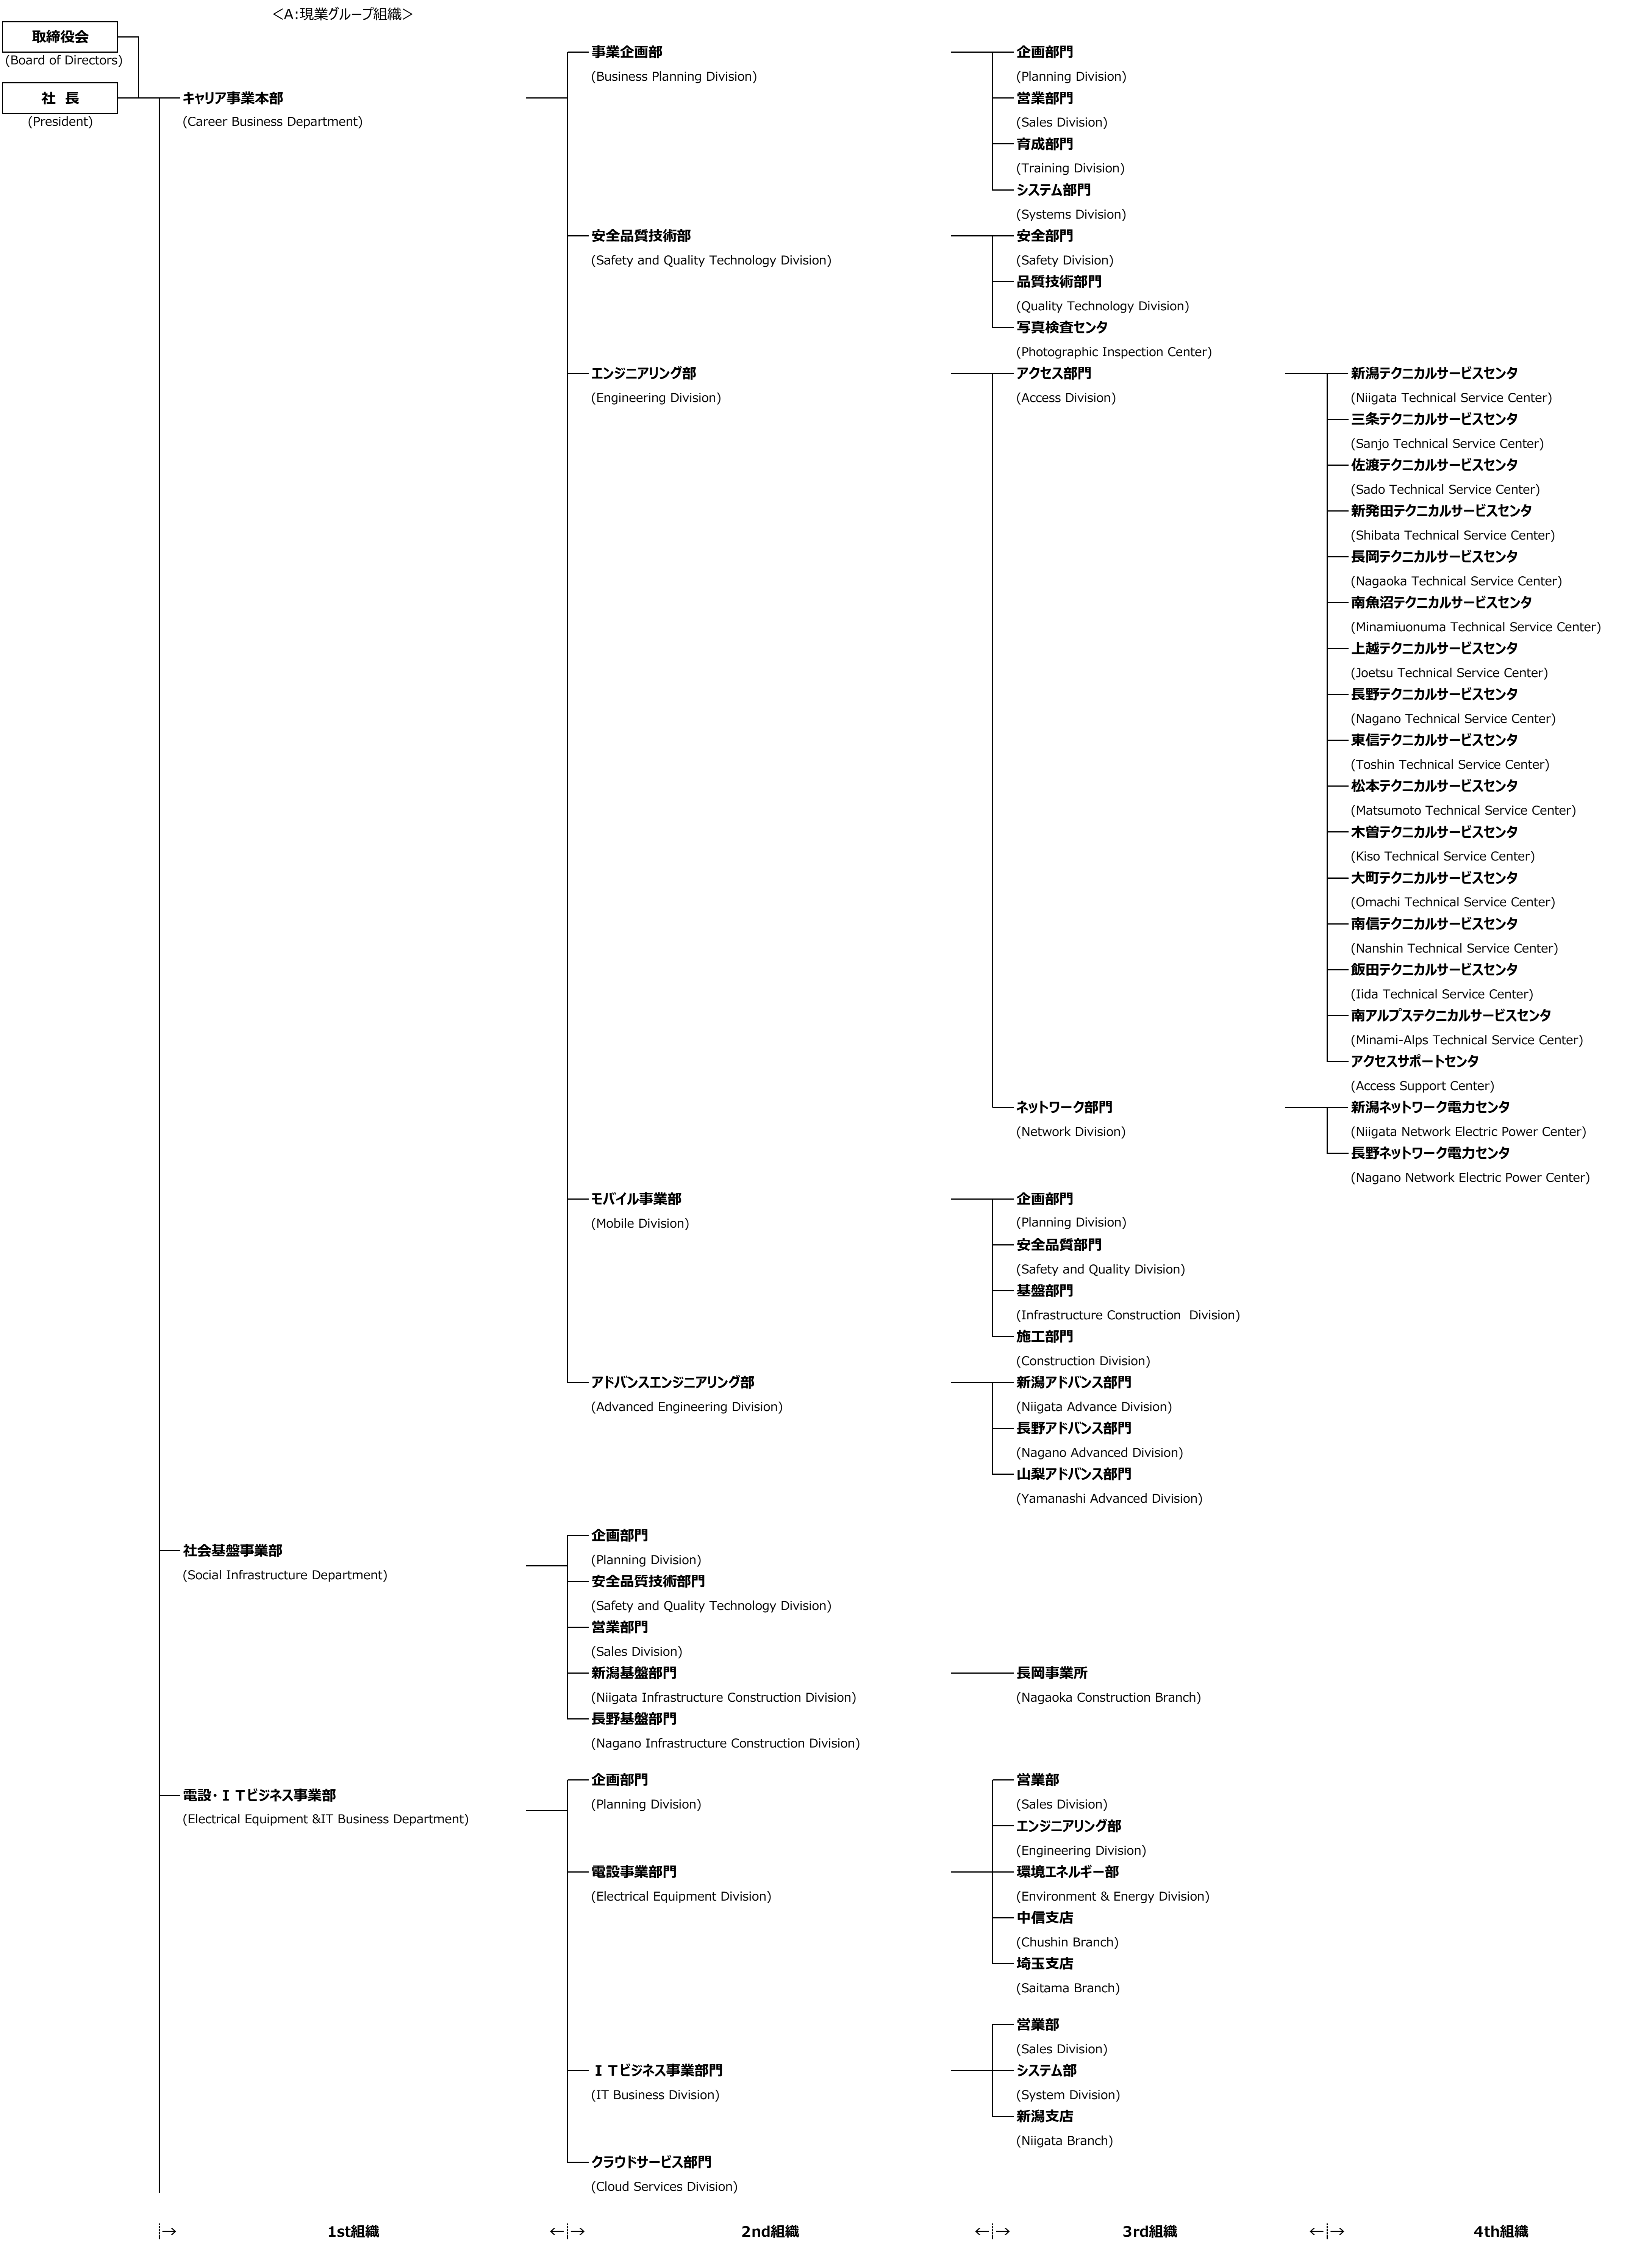 ＜A:現業グループ組織＞
取締役会
(Board of Directors)
社 長
(President)
キャリア事業本部
(Career Business Department)
事業企画部
(Business Planning Division)
企画部門
(Planning Division)
営業部門
(Sales Division)
育成部門
(Training Division)
システム部門
(Systems Division)
安全品質技術部
(Safety and Quality Technology Division)
安全部門
(Safety Division)
品質技術部門
(Quality Technology Division)
写真検査センタ
(Photographic Inspection Center)
エンジニアリング部
(Engineering Division)
アクセス部門
(Access Division)
新潟テクニカルサービスセンタ
(Niigata Technical Service Center)
三条テクニカルサービスセンタ
(Sanjo Technical Service Center)
佐渡テクニカルサービスセンタ
(Sado Technical Service Center)
新発田テクニカルサービスセンタ
(Shibata Technical Service Center)
長岡テクニカルサービスセンタ
(Nagaoka Technical Service Center)
南魚沼テクニカルサービスセンタ
(Minamiuonuma Technical Service Center)
上越テクニカルサービスセンタ
(Joetsu Technical Service Center)
長野テクニカルサービスセンタ
(Nagano Technical Service Center)
東信テクニカルサービスセンタ
(Toshin Technical Service Center)
松本テクニカルサービスセンタ
(Matsumoto Technical Service Center)
木曽テクニカルサービスセンタ
(Kiso Technical Service Center)
大町テクニカルサービスセンタ
(Omachi Technical Service Center)
南信テクニカルサービスセンタ
(Nanshin Technical Service Center)
飯田テクニカルサービスセンタ
(Iida Technical Service Center)
南アルプステクニカルサービスセンタ
(Minami-Alps Technical Service Center)
アクセスサポートセンタ
(Access Support Center)
ネットワーク部門
(Network Division)
新潟ネットワーク電力センタ
(Niigata Network Electric Power Center)
長野ネットワーク電力センタ
(Nagano Network Electric Power Center)
モバイル事業部
(Mobile Division)
企画部門
(Planning Division)
安全品質部門
(Safety and Quality Division)
基盤部門
(Infrastructure Construction  Division)
施工部門
(Construction Division)
アドバンスエンジニアリング部
(Advanced Engineering Division)
新潟アドバンス部門
(Niigata Advance Division)
長野アドバンス部門
(Nagano Advanced Division)
山梨アドバンス部門
(Yamanashi Advanced Division)
社会基盤事業部
(Social Infrastructure Department)
企画部門
(Planning Division)
安全品質技術部門
(Safety and Quality Technology Division)
営業部門
(Sales Division)
新潟基盤部門
(Niigata Infrastructure Construction Division)
長岡事業所
(Nagaoka Construction Branch)
長野基盤部門
(Nagano Infrastructure Construction Division)
電設・ＩＴビジネス事業部
(Electrical Equipment &IT Business Department)
企画部門
(Planning Division)
電設事業部門
(Electrical Equipment Division)
営業部
(Sales Division)
エンジニアリング部
(Engineering Division)
環境エネルギー部
(Environment & Energy Division)
中信支店
(Chushin Branch)
埼玉支店
(Saitama Branch)
ＩＴビジネス事業部門
(IT Business Division)
営業部
(Sales Division)
システム部
(System Division)
新潟支店
(Niigata Branch)
クラウドサービス部門
(Cloud Services Division)
→ 1st組織 ←→ 2nd組織 ←→ 3rd組織 ←→ 4th組織